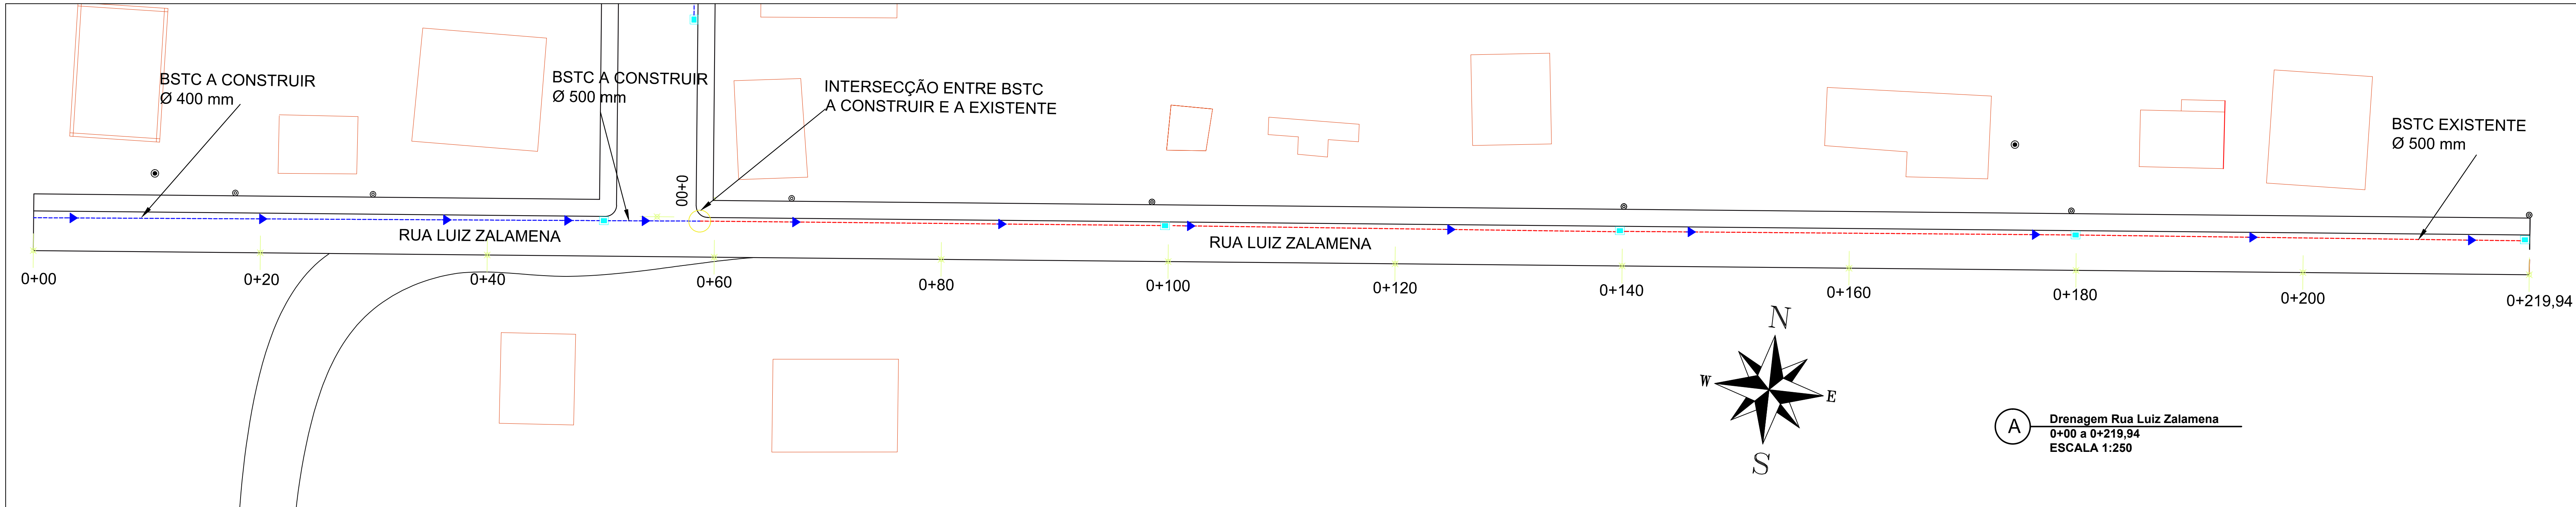 BSTC A CONSTRUIR
Ø 400 mm
BSTC A CONSTRUIR
Ø 500 mm
INTERSECÇÃO ENTRE BSTC
A CONSTRUIR E A EXISTENTE
BSTC EXISTENTE
Ø 500 mm
0+00
RUA LUIZ ZALAMENA
RUA LUIZ ZALAMENA
0+00
0+20
0+40
0+60
0+80
0+100
0+120
0+140
0+160
0+180
0+200
0+219,94
N
W
E
S
A
Drenagem Rua Luiz Zalamena
0+00 a 0+219,94
ESCALA 1:250